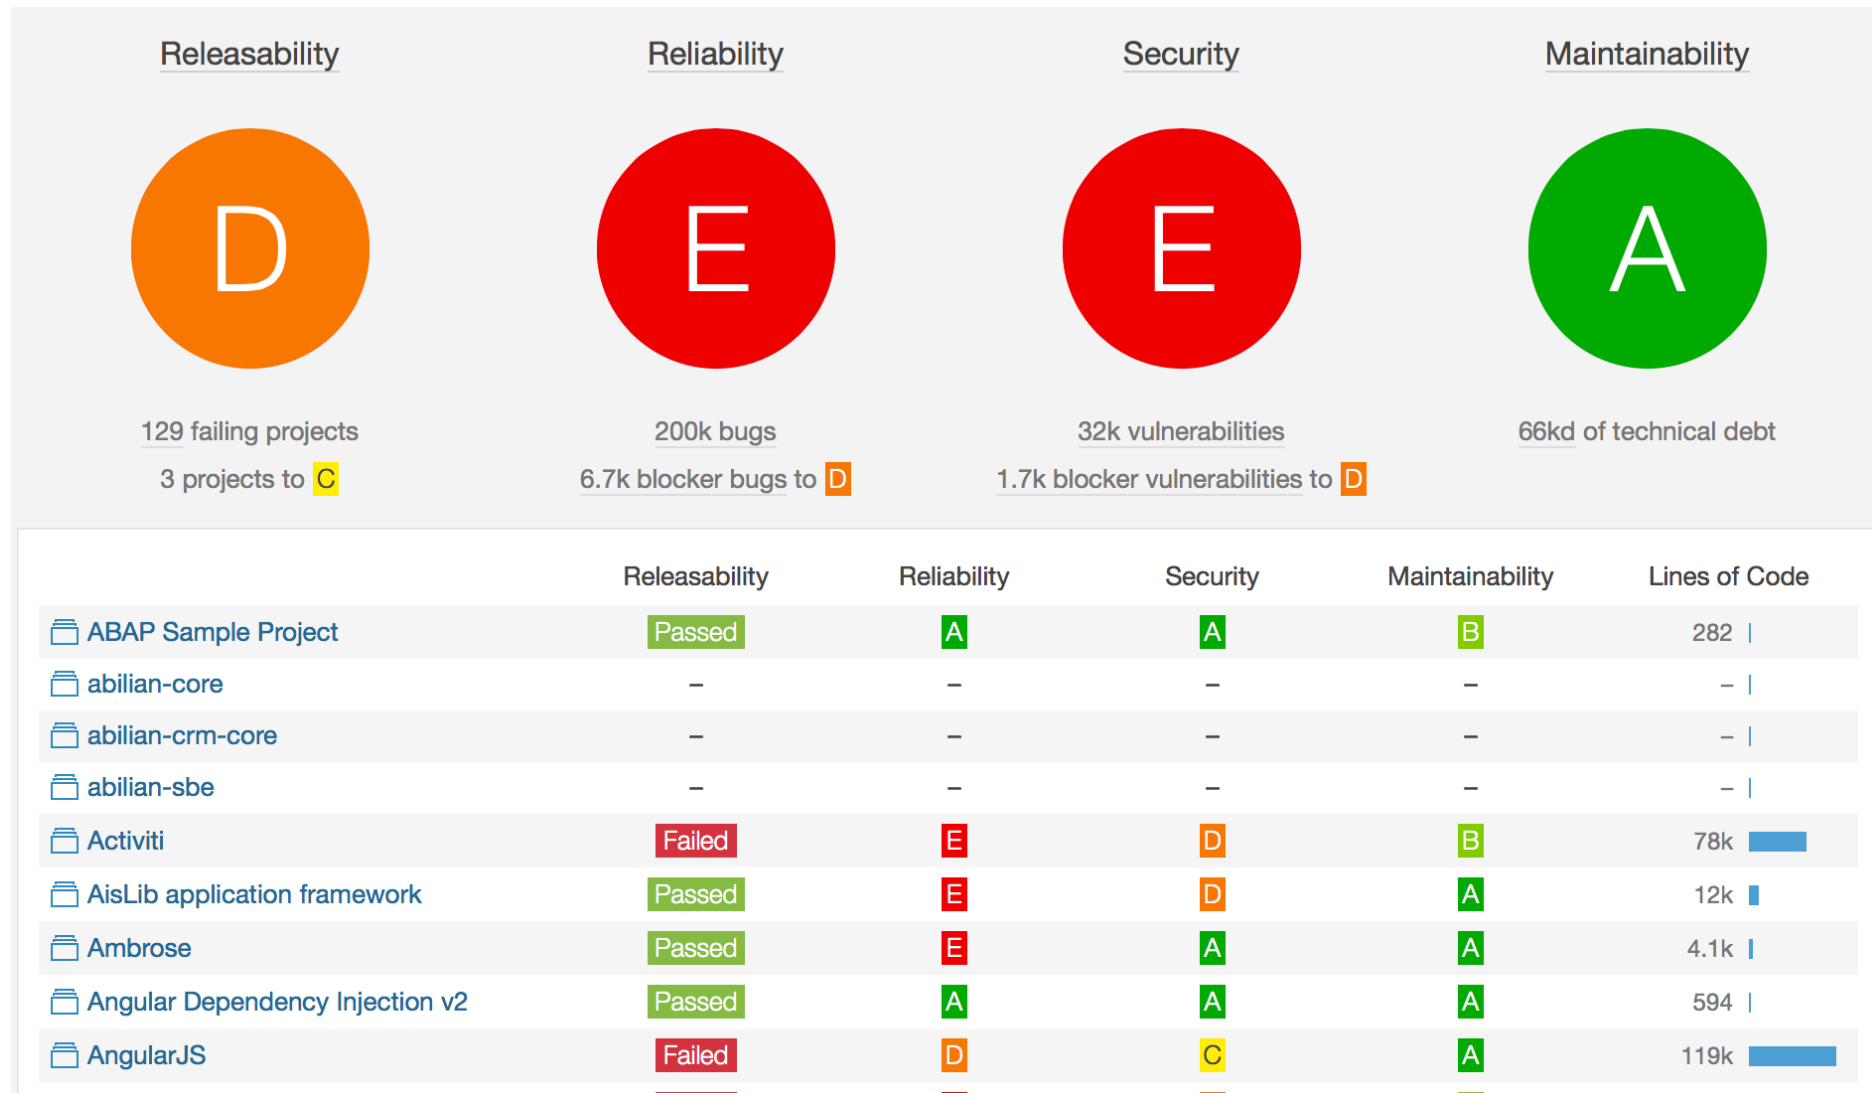 Releasability Reliability Security Maintainability
D E E A
129 failing projects 200k bugs 32k vulnerabilities 66kd of technical debt
3 projects to C 6.7k blocker bugs to D 1.7k blocker vulnerabilities to D
Releasability Reliability Security Maintainability Lines of Code
ABAP Sample Project Passed A A B 282
abilian-core – – – – –
abilian-crm-core – – – – –
abilian-sbe – – – – –
Activiti Failed E D B 78k
AisLib application framework Passed E D A 12k
Ambrose Passed E A A 4.1k
Angular Dependency Injection v2 Passed A A A 594
AngularJS Failed D C A 119k